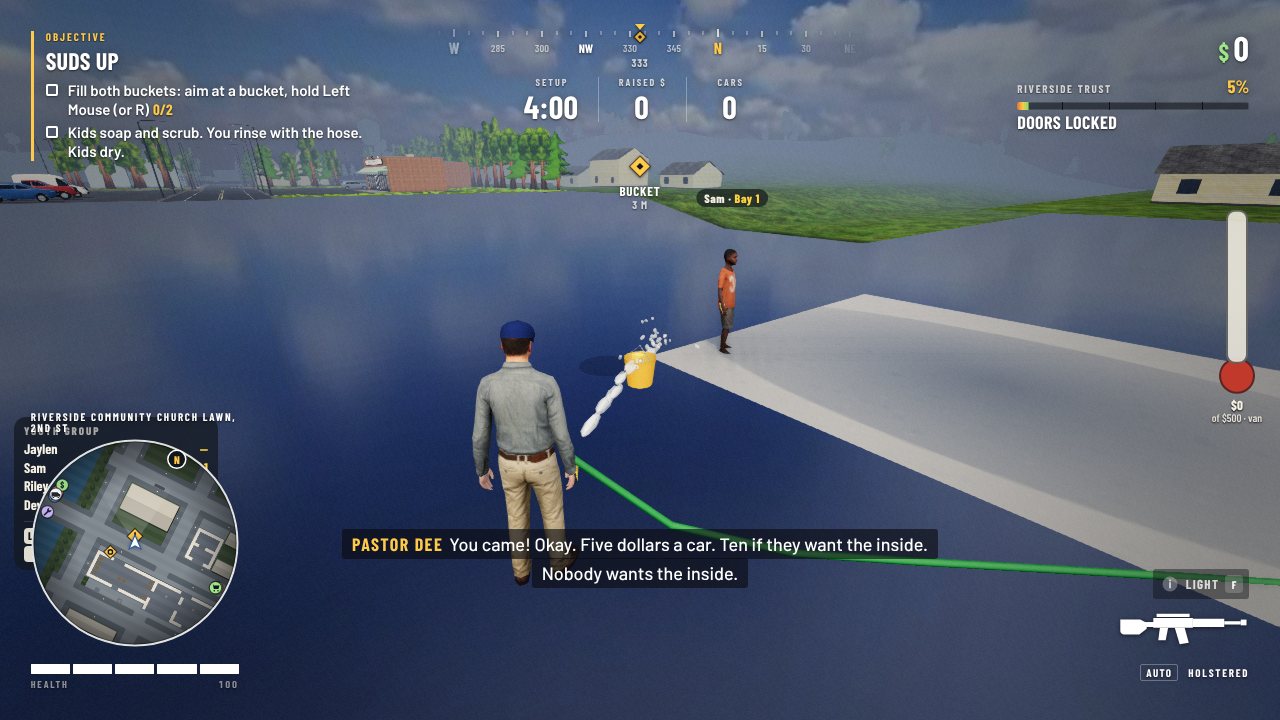 OBJECTIVE
SUDS UP
Fill both buckets: aim at a bucket, hold Left
Mouse (or R) 0/2
Kids soap and scrub. You rinse with the hose.
Kids dry.
W 285 300 NW 330 345 N 15 30 NE
333
SETUP RAISED $ CARS
4:00 0 0
$ 0
RIVERSIDE TRUST 5%
DOORS LOCKED
BUCKET
3 M
Sam · Bay 1
$0
of $500 · van
RIVERSIDE COMMUNITY CHURCH LAWN,
2ND ST
GROUP
Jaylen –
Sam
Riley
N
PASTOR DEE You came! Okay. Five dollars a car. Ten if they want the inside.
Nobody wants the inside.
i LIGHT F
AUTO HOLSTERED
HEALTH 100